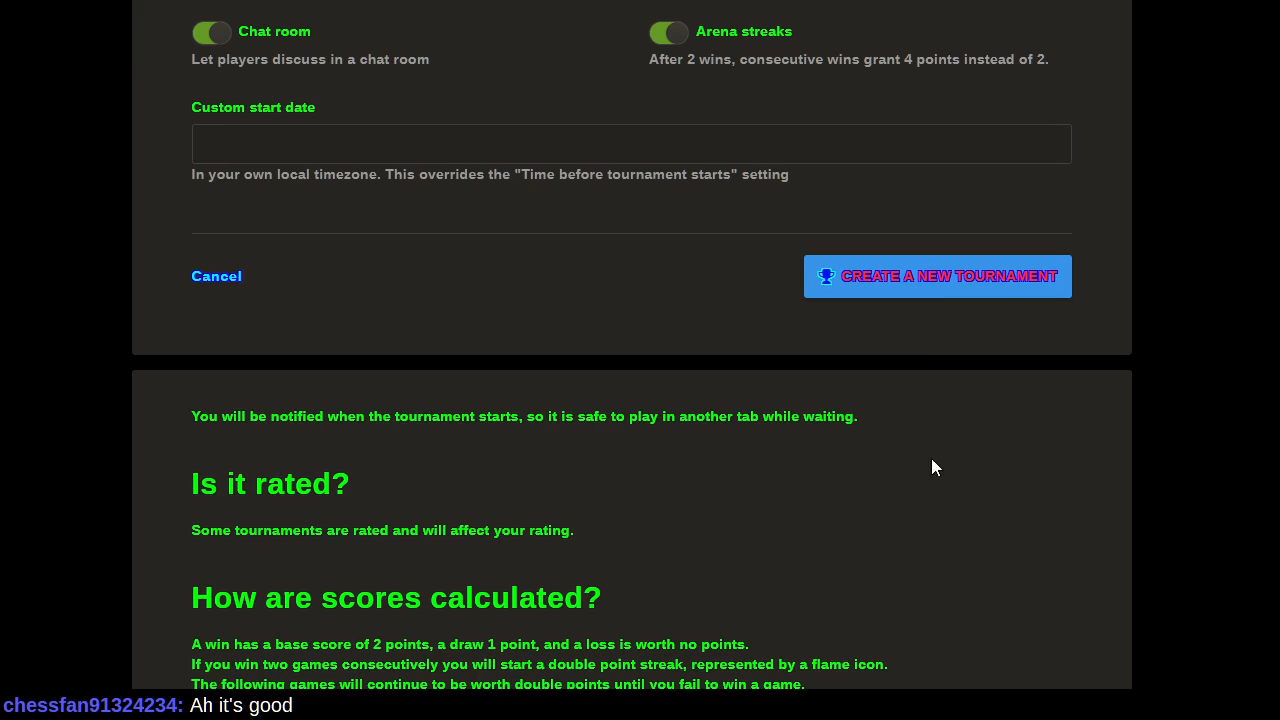 Chat room
Arena streaks
Let players discuss in a chat room
After 2 wins, consecutive wins grant 4 points instead of 2.
Custom start date
In your own local timezone. This overrides the "Time before tournament starts" setting
Cancel
CREATE A NEW TOURNAMENT
You will be notified when the tournament starts, so it is safe to play in another tab while waiting.
Is it rated?
Some tournaments are rated and will affect your rating.
How are scores calculated?
A win has a base score of 2 points, a draw 1 point, and a loss is worth no points.
If you win two games consecutively you will start a double point streak, represented by a flame icon.
The following games will continue to be worth double points until you fail to win a game.
chessfan91324234: Ah it's good